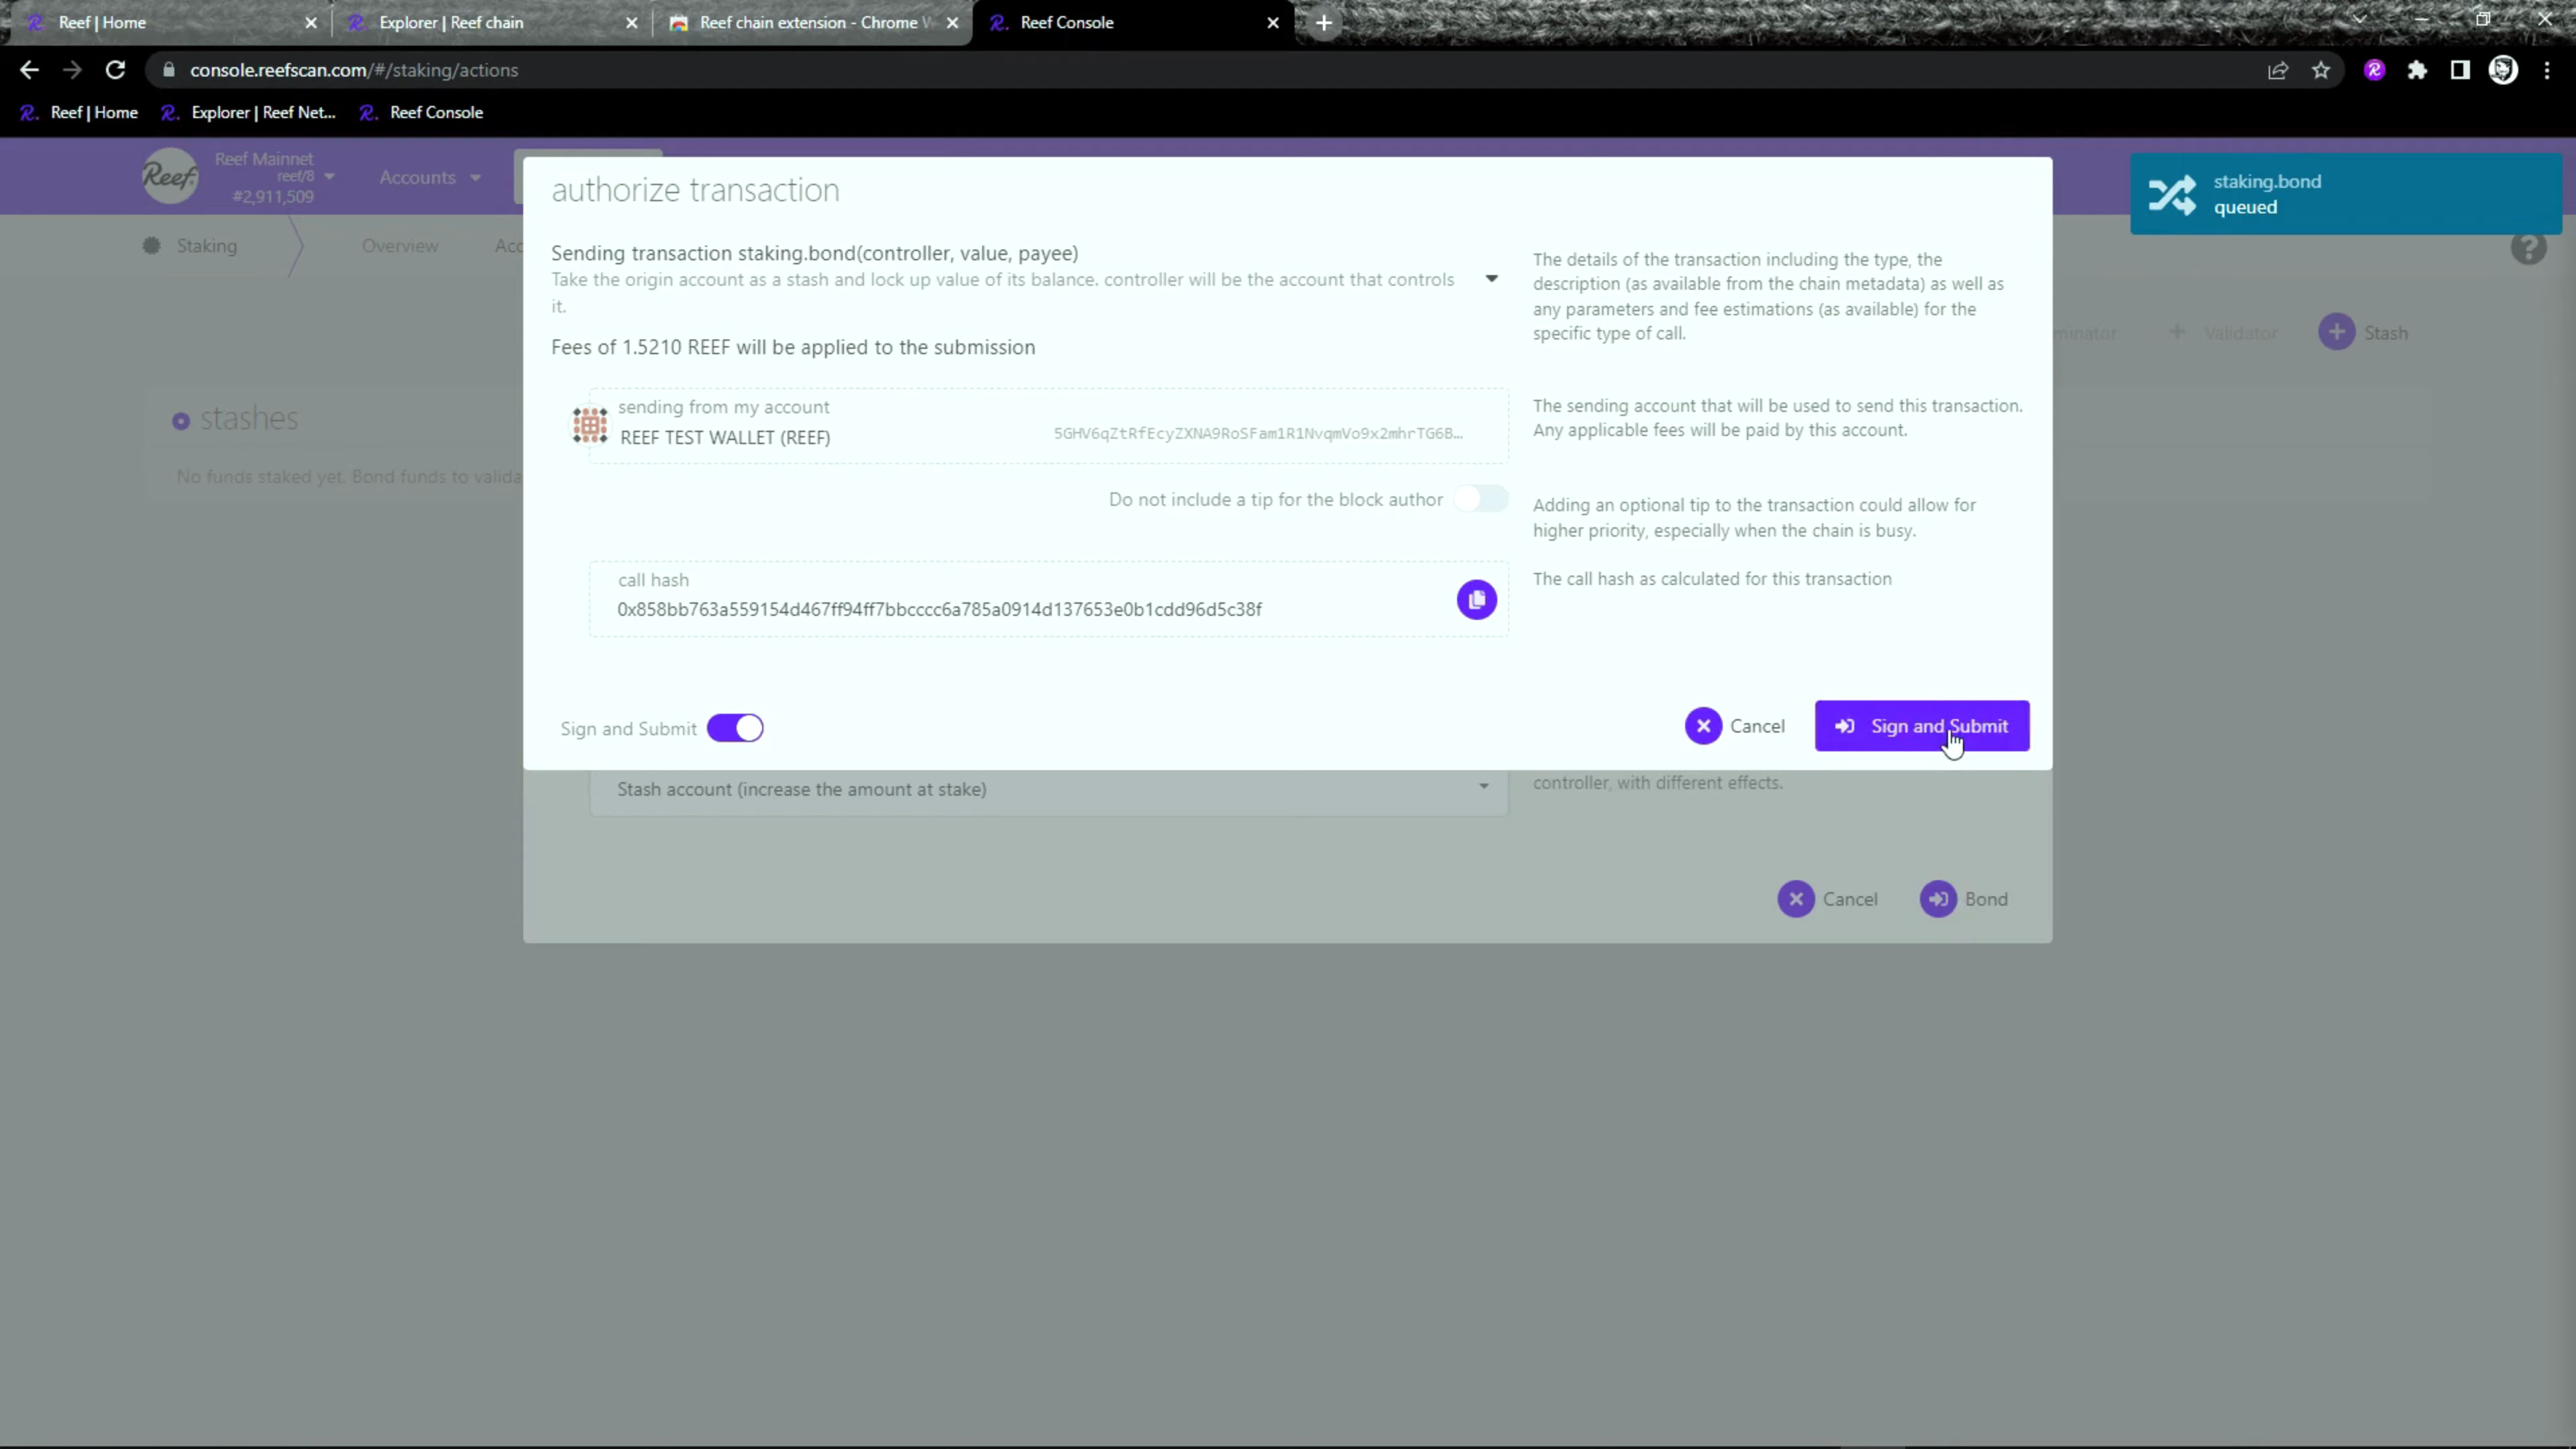 Reef | Home
Explorer | Reef chain
Reef chain extension - Chrome W
Reef Console
console.reefscan.com/#/staking/actions
Reef | Home
Explorer | Reef Net...
Reef Console
Reef
Reef Mainnet
reef/8
#2,911,509
Accounts
staking.bond
queued
Staking
Overview
Acc
authorize transaction
Sending transaction staking.bond(controller, value, payee)
Take the origin account as a stash and lock up value of its balance. controller will be the account that controls
it.
The details of the transaction including the type, the
description (as available from the chain metadata) as well as
any parameters and fee estimations (as available) for the
specific type of call.
Fees of 1.5210 REEF will be applied to the submission
minator
Validator
Stash
stashes
No funds staked yet. Bond funds to valida
sending from my account
REEF TEST WALLET (REEF)
5GHV6qZtRfEcyZXNA9RoSFam1R1NvqmVo9x2mhrTG6B...
The sending account that will be used to send this transaction.
Any applicable fees will be paid by this account.
Do not include a tip for the block author
Adding an optional tip to the transaction could allow for
higher priority, especially when the chain is busy.
call hash
0x858bb763a559154d467ff94ff7bbcccc6a785a0914d137653e0b1cdd96d5c38f
The call hash as calculated for this transaction
Sign and Submit
Cancel
Sign and Submit
Stash account (increase the amount at stake)
controller, with different effects.
Cancel
Bond